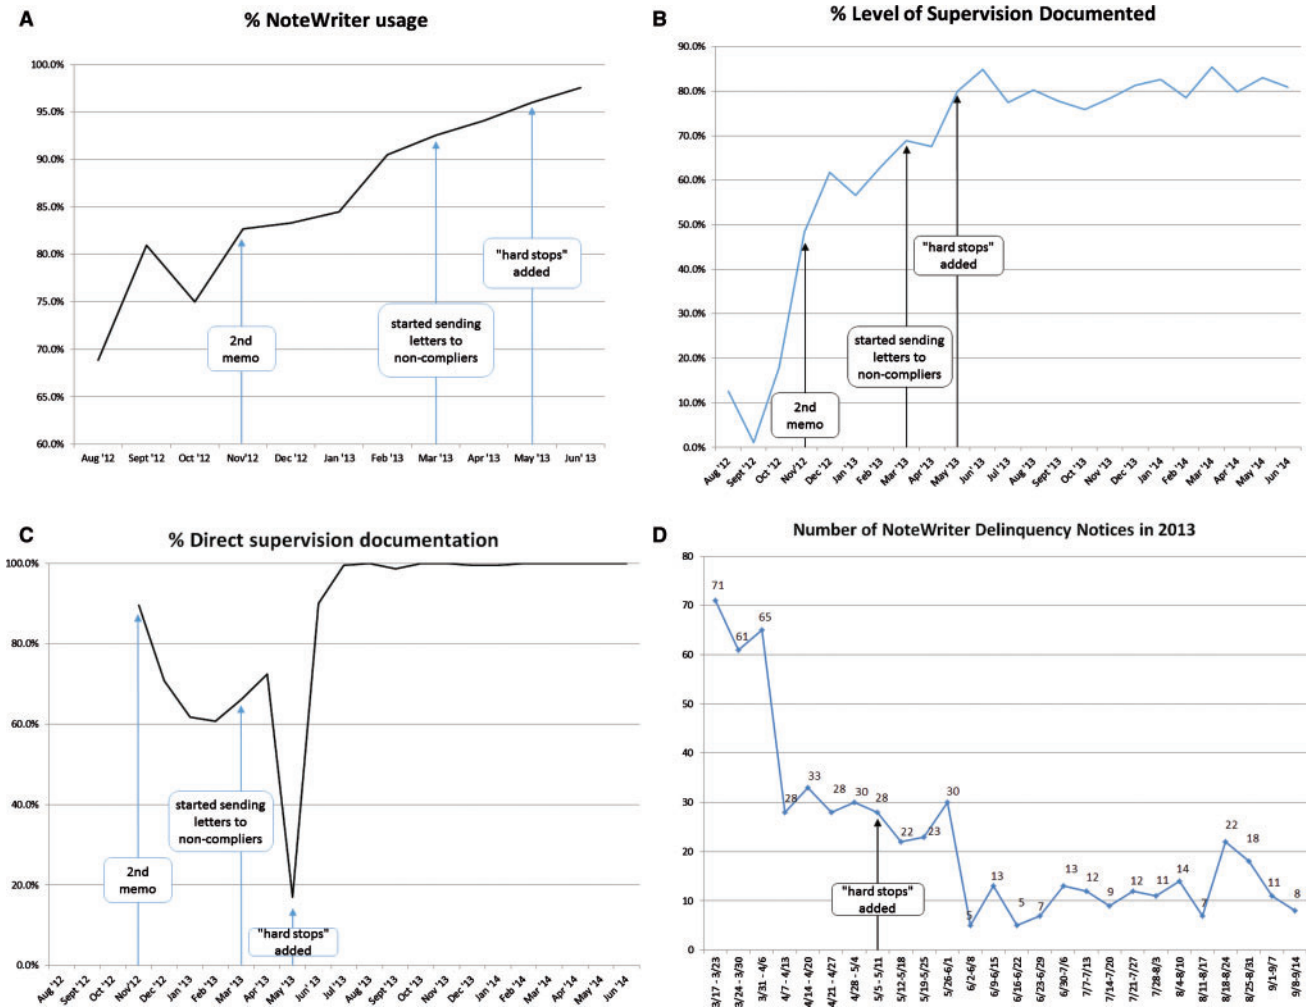 A
% NoteWriter usage
100.0%
95.0%
90.0%
85.0%
80.0%
75.0%
70.0%
65.0%
60.0%
2nd
memo
started sending
letters to
non-compliers
"hard stops"
added
Aug '12 Sept '12 Oct '12 Nov'12 Dec '12 Jan '13 Feb '13 Mar '13 Apr '13 May '13 Jun' 13
B
% Level of Supervision Documented
90.0%
80.0%
70.0%
60.0%
50.0%
40.0%
30.0%
20.0%
10.0%
0.0%
"hard stops"
added
started sending
letters to
non-compliers
2nd
memo
Aug '12 Sept '12 Oct '12 Nov'12 Dec '12 Jan '13 Feb '13 Mar '13 Apr '13 May '13 Jun '13 Jul '13 Aug '13 Sept '13 Oct '13 Nov '13 Dec '13 Jan '14 Feb '14 Mar '14 Apr '14 May '14 Jun '14
C
% Direct supervision documentation
100.0%
80.0%
60.0%
40.0%
20.0%
0.0%
started sending
letters to
non-compliers
2nd
memo
"hard stops"
added
Aug '12 Sept '12 Oct '12 Nov'12 Dec '12 Jan '13 Feb '13 Mar '13 Apr '13 May '13 Jun '13 Jul '13 Aug '13 Sept '13 Oct '13 Nov '13 Dec '13 Jan '14 Feb '14 Mar '14 Apr '14 May '14 Jun '14
D
Number of NoteWriter Delinquency Notices in 2013
80
70
60
50
40
30
20
10
0
71
61
65
28
33
28
30
28
22
23
30
5
13
5
7
13
12
9
12
11
14
7
22
18
11
8
"hard stops"
added
3/17 - 3/23
3/24 - 3/30
3/31 - 4/6
4/7 - 4/13
4/14 - 4/20
4/21 - 4/27
4/28 - 5/4
5/5 - 5/11
5/12-5/18
5/19-5/25
5/26-6/1
6/2-6/8
6/9-6/15
6/16-6/22
6/23-6/29
6/30-7/6
7/7-7/13
7/14-7/20
7/21-7/27
7/28-8/3
8/4-8/10
8/11-8/17
8/18-8/24
8/25-8/31
9/1-9/7
9/8-9/14